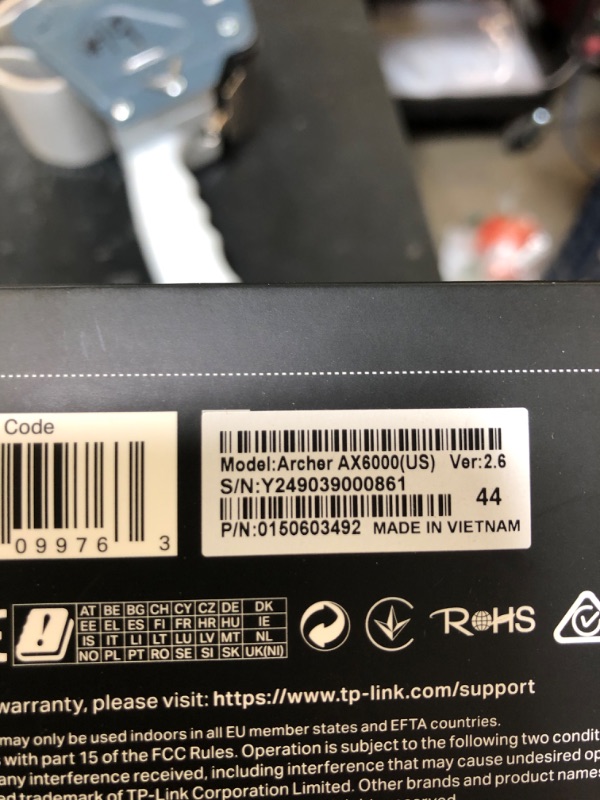 Code
09976 3
Model:Archer AX6000(US) Ver:2.6
S/N:Y249039000861
44
P/N:0150603492 MADE IN VIETNAM
AT BE BG CH CY CZ DE DK
EE EL ES FI FR HR HU IE
IS IT LI LT LU LV MT NL
NO PL PT RO SE SI SK UK(NI)
RoHS
warranty, please visit: https://www.tp-link.com/support
may only be used indoors in all EU member states and EFTA countries.
with part 15 of the FCC Rules. Operation is subject to the following two condit
any interference received, including interference that may cause undesired op
ed trademark of TP-Link Corporation Limited. Other brands and product names
reserved